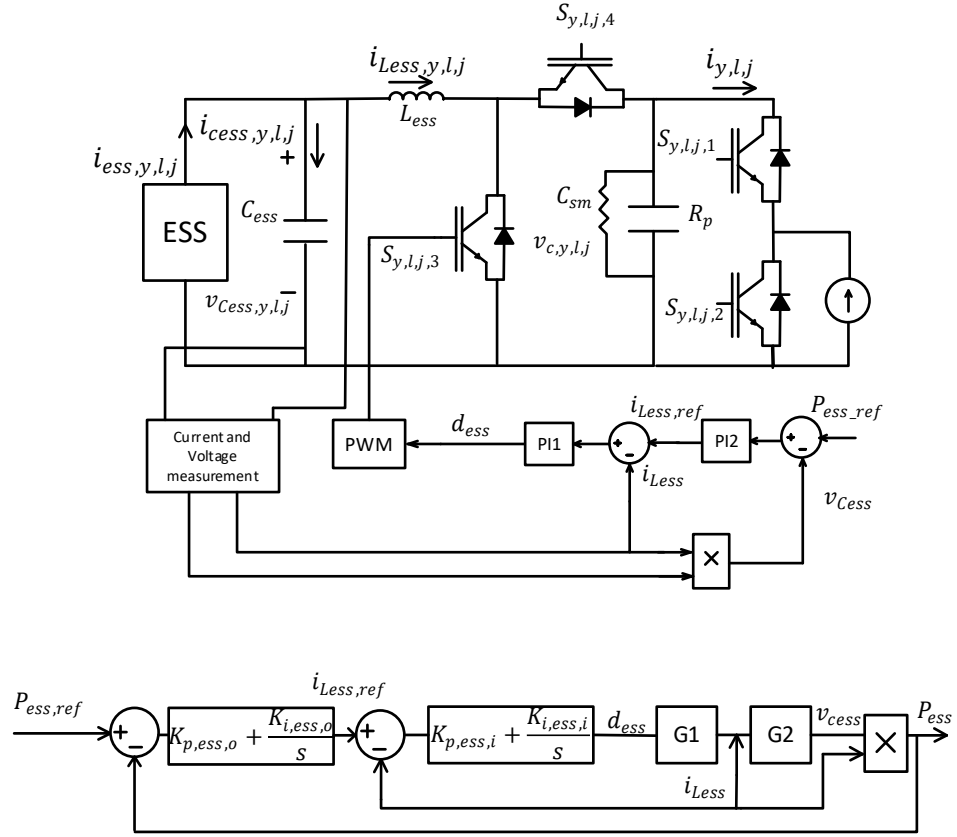 S_{y,l,j,4}
i_{Less,y,l,j}
i_{y,l,j}
L_{ess}
i_{cess,y,l,j}
+
i_{ess,y,l,j}
S_{y,l,j,1}
C_{ess}
C_{sm}
R_p
ESS
S_{y,l,j,3}
v_{c,y,l,j}
−
v_{Cess,y,l,j}
S_{y,l,j,2}
i_{Less,ref}
P_{ess_ref}
d_{ess}
Current and
Voltage
measurement
PWM
PI1
+
−
PI2
+
−
i_{Less}
v_{Cess}
×
i_{Less,ref}
P_{ess,ref}
+
−
K_{p,ess,o} + \frac{K_{i,ess,o}}{s}
+
−
K_{p,ess,i} + \frac{K_{i,ess,i}}{s}
d_{ess}
G1
G2
v_{cess}
×
P_{ess}
i_{Less}